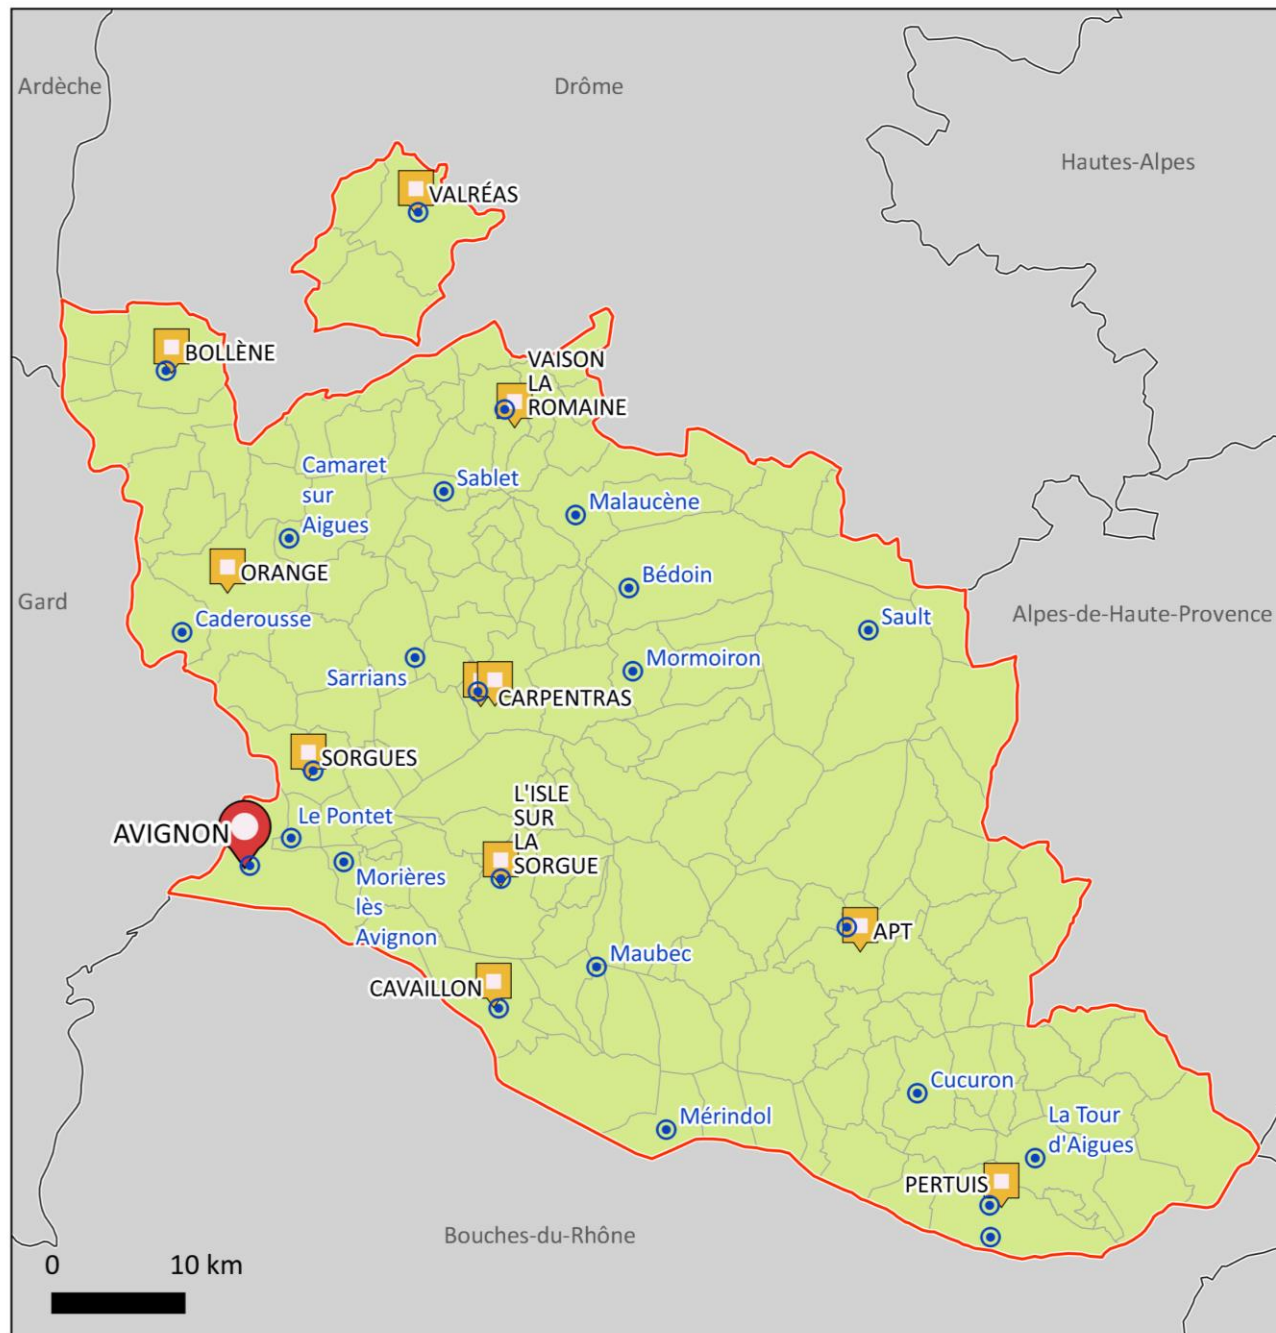 Ardèche
Drôme
Hautes-Alpes
VALRÉAS
BOLLÈNE
VAISON
LA
ROMAINE
Camaret
sur
Aigues
Sablet
Malaucène
ORANGE
Bédoin
Gard
Caderousse
Sault
Alpes-de-Haute-Provence
Sarrians
Mormoiron
CARPENTRAS
SORGUES
L'ISLE
SUR
LA
SORGUE
AVIGNON
Le Pontet
Morières
lès
Avignon
APT
Maubec
CAVAILLON
Cucuron
Mérindol
La Tour
d'Aigues
PERTUIS
Bouches-du-Rhône
0 10 km